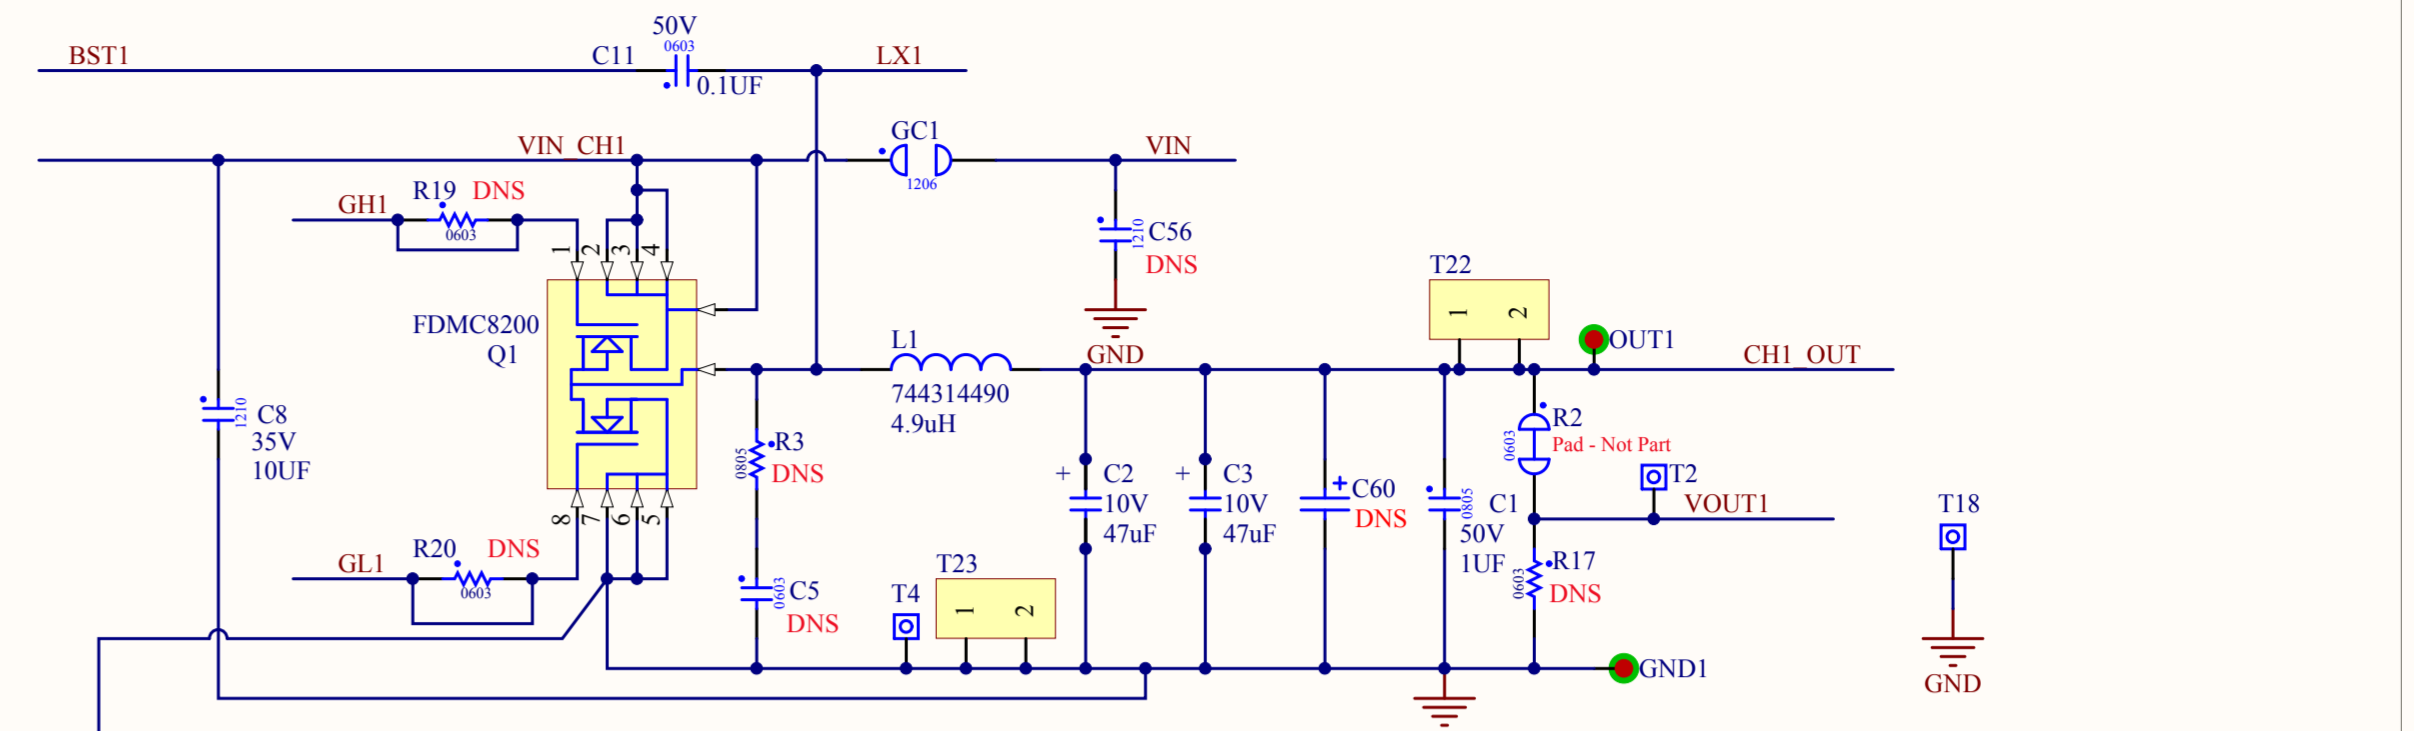 50V
0603
BST1
C11
LX1
0.1UF
GC1
VIN_CH1
VIN
1206
R19 DNS
GH1
0603
1210
C56
DNS
1
2
3
4
T22
1
2
FDMC8200
Q1
L1
GND
OUT1
CH1_OUT
744314490
4.9uH
1210
C8
35V
10UF
0805
R3
DNS
R2
0603
Pad - Not Part
+
C2
10V
47uF
+
C3
10V
47uF
+
C60
DNS
0805
C1
50V
1UF
T2
VOUT1
T18
8
7
6
5
R20 DNS
GL1
0603
0603
C5
DNS
T4
T23
1
2
0603
R17
DNS
GND1
GND